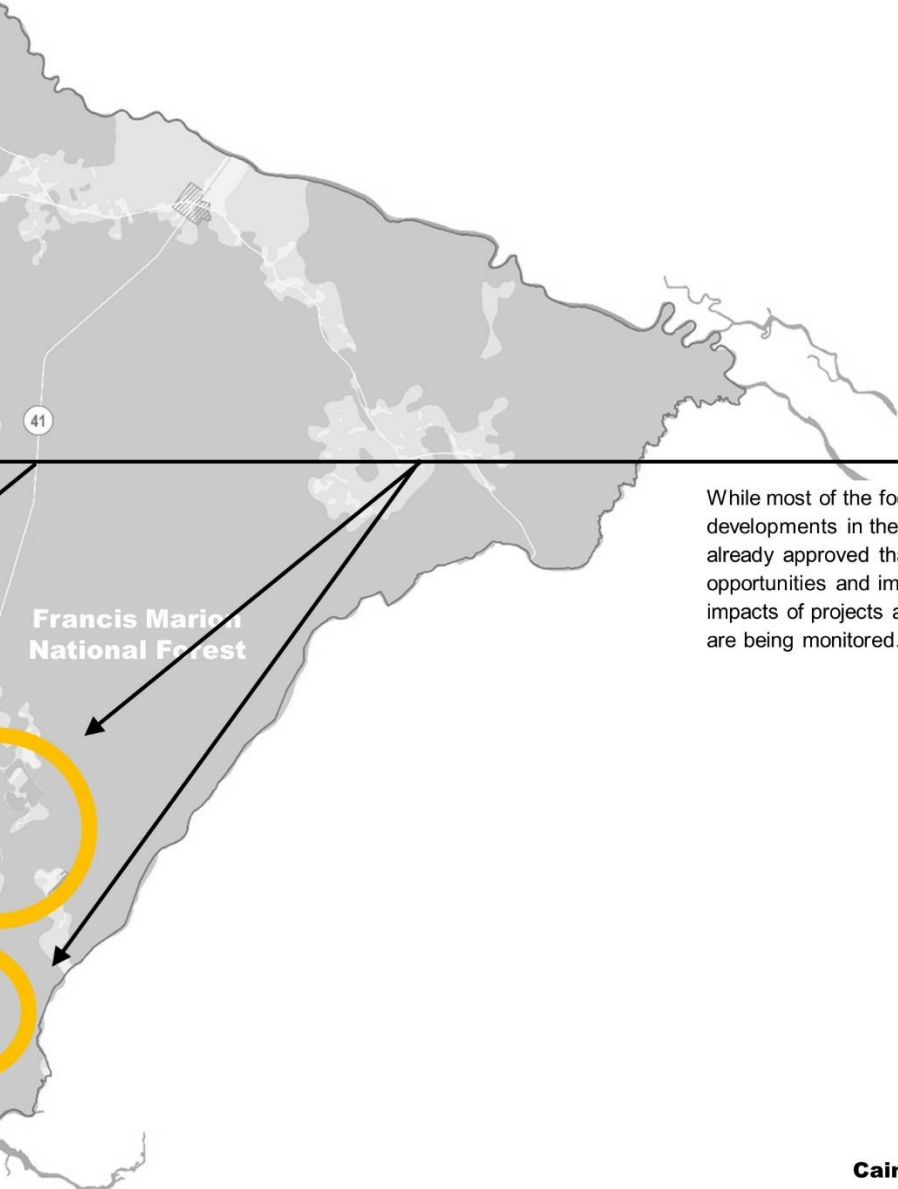 41
While most of the fo
developments in the
already approved tha
opportunities and im
impacts of projects a
are being monitored.
Francis Marion
National Forest
Cain